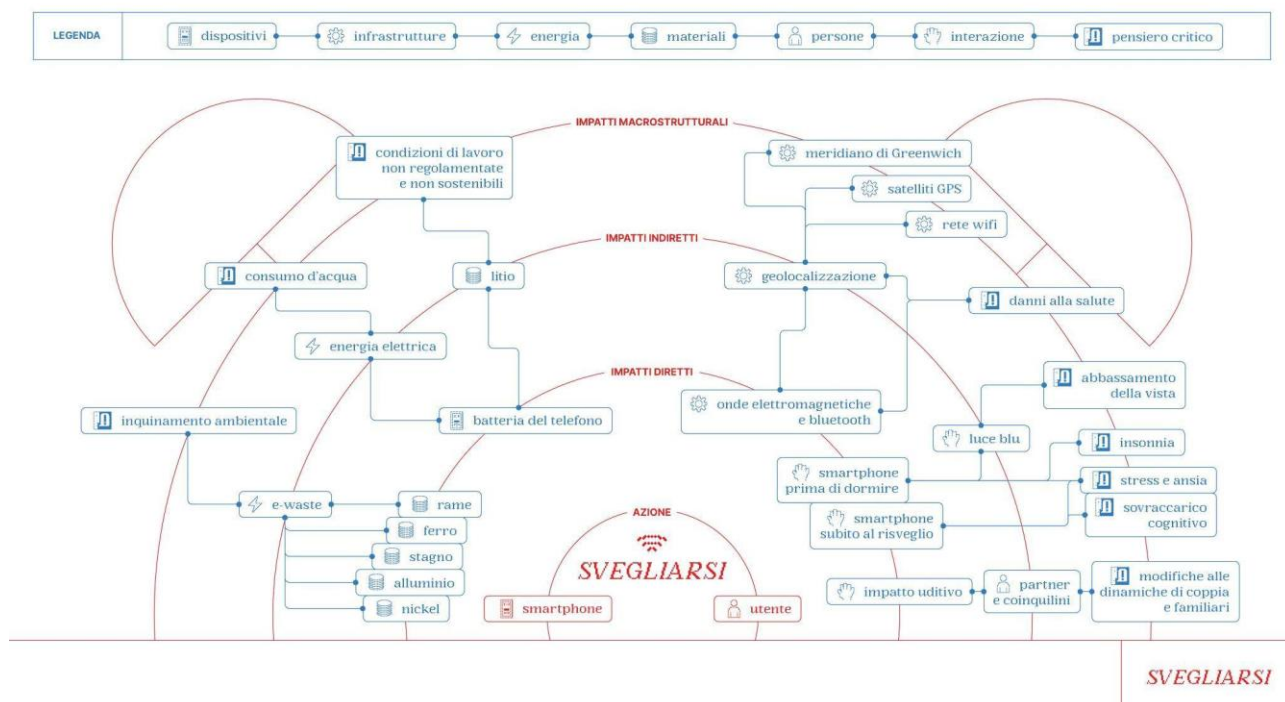 LEGENDA
dispositivi
infrastrutture
energia
materiali
persone
interazione
pensiero critico
IMPATTI MACROSTRUTTURALI
condizioni di lavoro
non regolamentate
e non sostenibili
meridiano di Greenwich
satelliti GPS
rete wifi
IMPATTI INDIRETTI
consumo d'acqua
litio
geolocalizzazione
danni alla salute
energia elettrica
IMPATTI DIRETTI
abbassamento
della vista
inquinamento ambientale
batteria del telefono
onde elettromagnetiche
e bluetooth
luce blu
insonnia
smartphone
prima di dormire
stress e ansia
e-waste
rame
sovraccarico
cognitivo
smartphone
subito al risveglio
ferro
stagno
alluminio
nickel
AZIONE
SVEGLIARSI
smartphone
utente
impatto uditivo
partner
e coinquilini
modifiche alle
dinamiche di coppia
e familiari
SVEGLIARSI